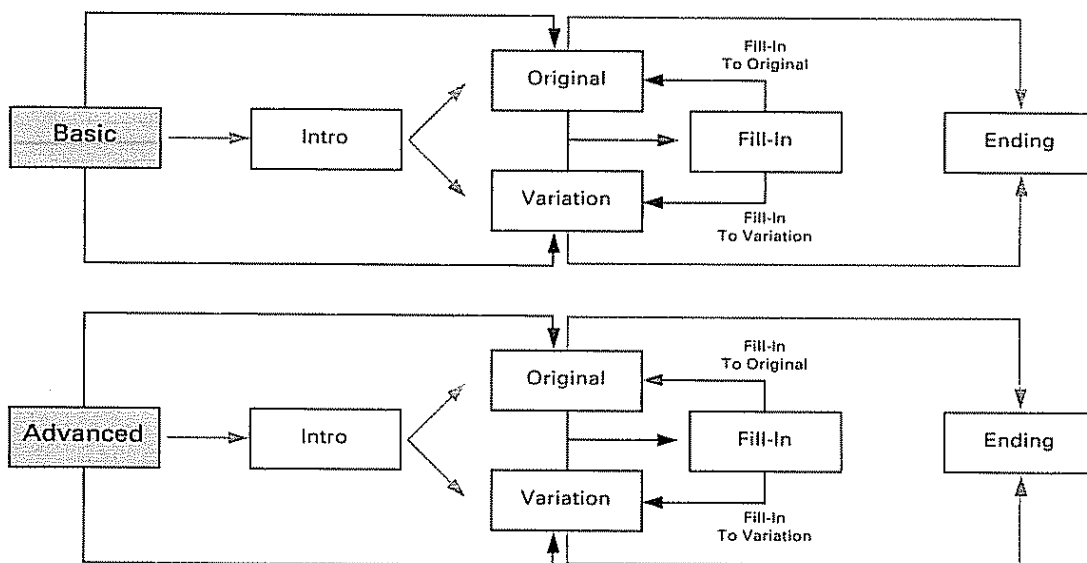 Fill-In
To Original
Original
Basic
Intro
Fill-In
Ending
Variation
Fill-In
To Variation
Fill-In
To Original
Original
Advanced
Intro
Fill-In
Ending
Variation
Fill-In
To Variation